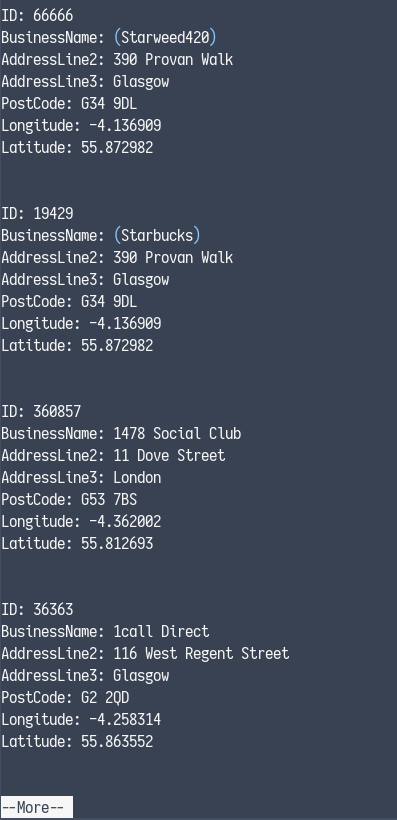 ID: 66666
BusinessName: (Starweed420)
AddressLine2: 390 Provan Walk
AddressLine3: Glasgow
PostCode: G34 9DL
Longitude: -4.136909
Latitude: 55.872982
ID: 19429
BusinessName: (Starbucks)
AddressLine2: 390 Provan Walk
AddressLine3: Glasgow
PostCode: G34 9DL
Longitude: -4.136909
Latitude: 55.872982
ID: 360857
BusinessName: 1478 Social Club
AddressLine2: 11 Dove Street
AddressLine3: London
PostCode: G53 7BS
Longitude: -4.362002
Latitude: 55.812693
ID: 36363
BusinessName: 1call Direct
AddressLine2: 116 West Regent Street
AddressLine3: Glasgow
PostCode: G2 2QD
Longitude: -4.258314
Latitude: 55.863552
--More--